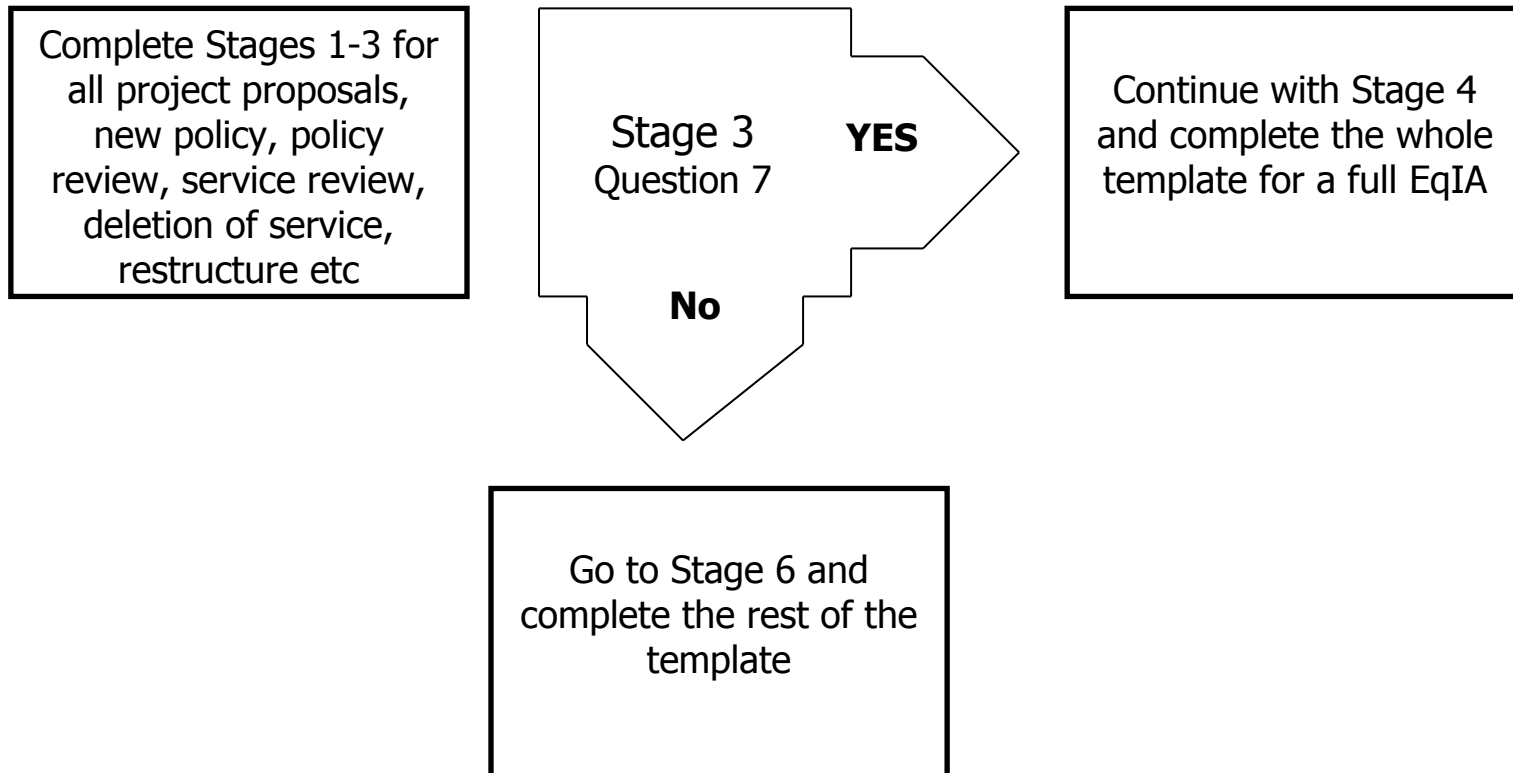 Complete Stages 1-3 for
all project proposals,
new policy, policy
review, service review,
deletion of service,
restructure etc
Stage 3
Question 7
YES
No
Continue with Stage 4
and complete the whole
template for a full EqIA
Go to Stage 6 and
complete the rest of the
template